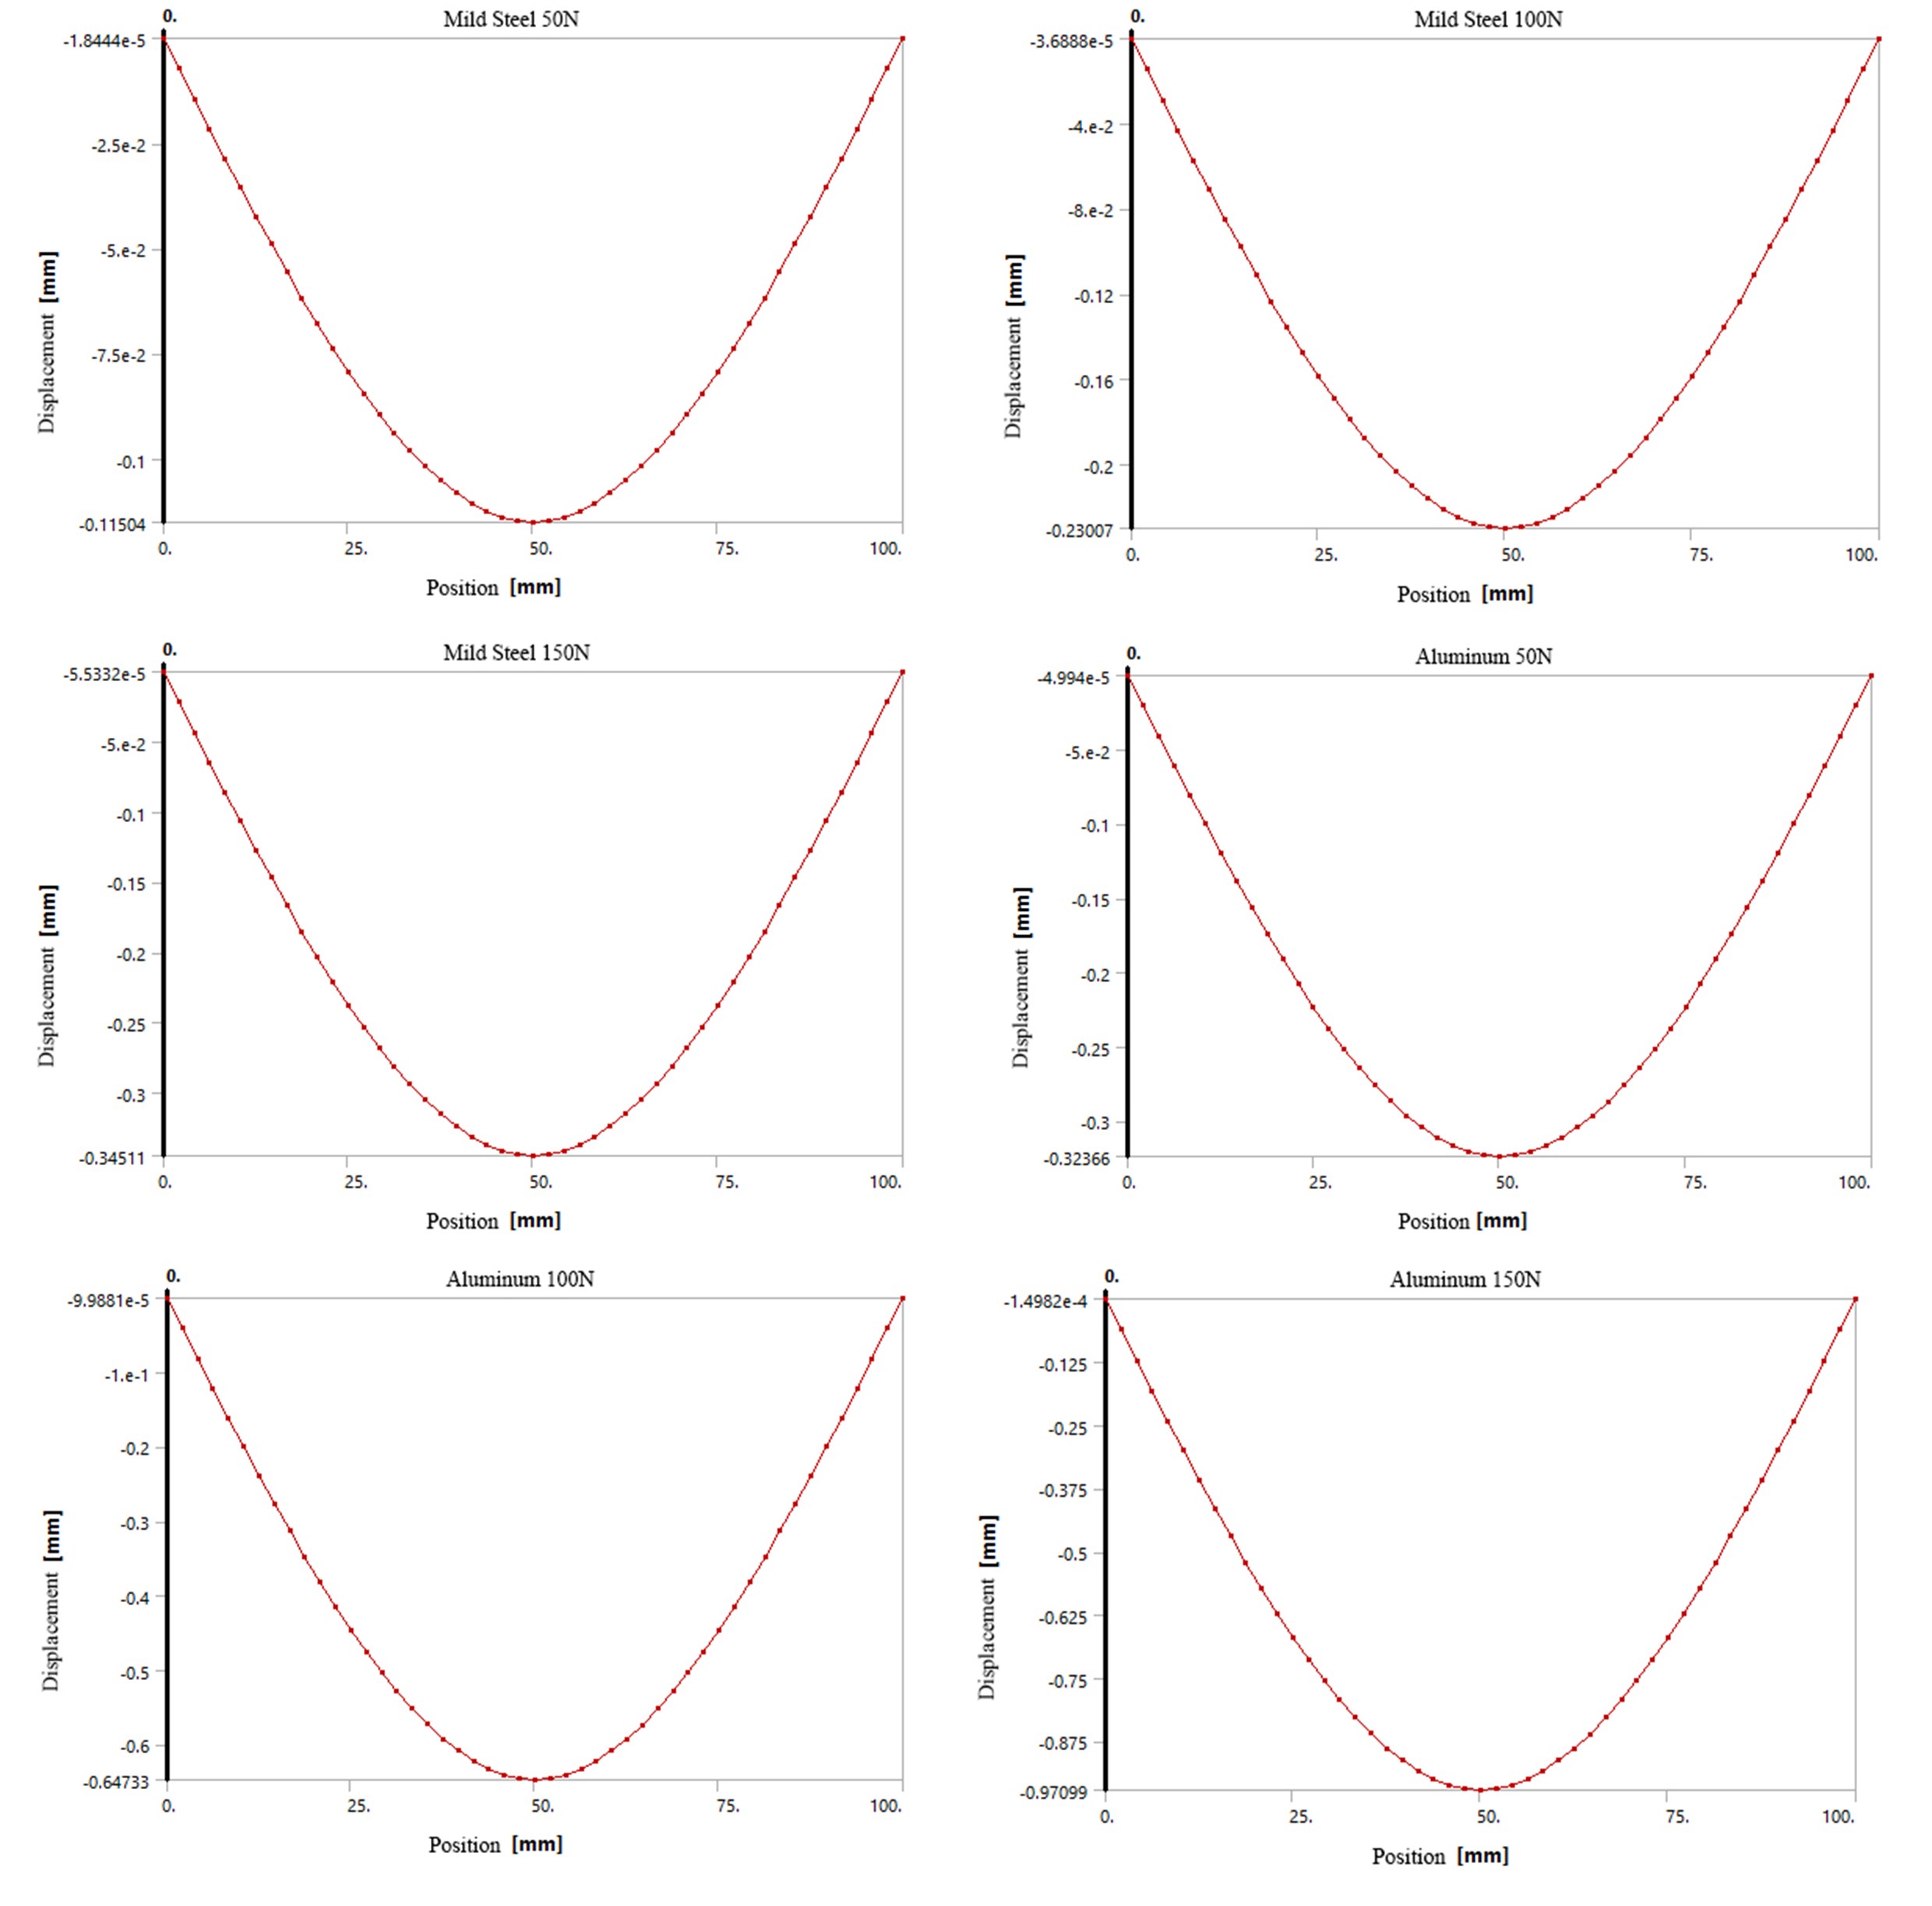 Mild Steel 50N
0.
-1.8444e-5
-2.5e-2
-5.e-2
-7.5e-2
-0.1
-0.11504
Displacement [mm]
0. 25. 50. 75. 100.
Position [mm]
Mild Steel 100N
0.
-3.6888e-5
-4.e-2
-8.e-2
-0.12
-0.16
-0.2
-0.23007
Displacement [mm]
0. 25. 50. 75. 100.
Position [mm]
Mild Steel 150N
0.
-5.5332e-5
-5.e-2
-0.1
-0.15
-0.2
-0.25
-0.3
-0.34511
Displacement [mm]
0. 25. 50. 75. 100.
Position [mm]
Aluminum 50N
0.
-4.994e-5
-5.e-2
-0.1
-0.15
-0.2
-0.25
-0.3
-0.32366
Displacement [mm]
0. 25. 50. 75. 100.
Position [mm]
Aluminum 100N
0.
-9.9881e-5
-1.e-1
-0.2
-0.3
-0.4
-0.5
-0.6
-0.64733
Displacement [mm]
0. 25. 50. 75. 100.
Position [mm]
Aluminum 150N
0.
-1.4982e-4
-0.125
-0.25
-0.375
-0.5
-0.625
-0.75
-0.875
-0.97099
Displacement [mm]
0. 25. 50. 75. 100.
Position [mm]